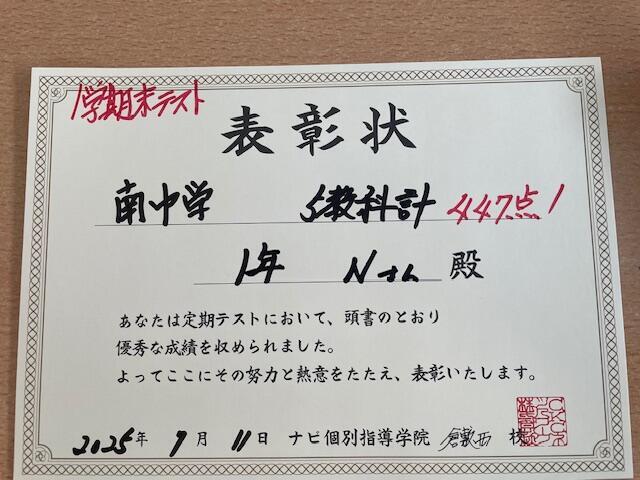 1学期末テスト
表彰状
南中学 5教科計 447点!
1年 Nさん 殿
あなたは定期テストにおいて、頭書のとおり
優秀な成績を収められました。
よってここにその努力と熱意をたたえ、表彰いたします。
2025年 7月 11日 ナビ個別指導学院 倉敷西 校